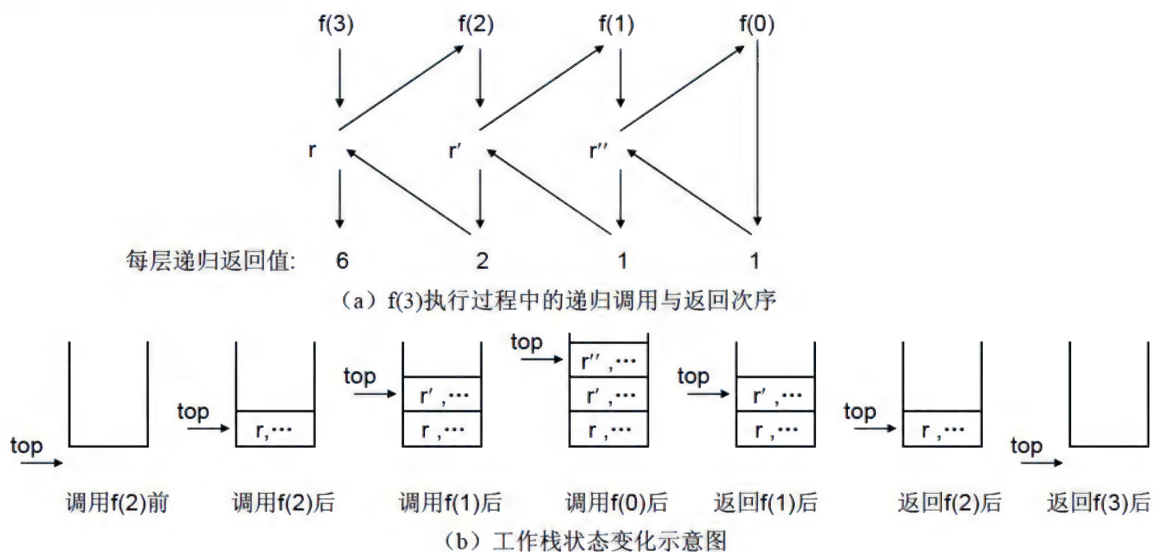 f(3) f(2) f(1) f(0)
r r′ r′′
每层递归返回值: 6 2 1 1
（a）f(3)执行过程中的递归调用与返回次序
top top top top top top top
r,⋯
r′ ,⋯
r ,⋯
r′′ ,⋯
r′ ,⋯
r ,⋯
r′ ,⋯
r ,⋯
r ,⋯
调用f(2)前 调用f(2)后 调用f(1)后 调用f(0)后 返回f(1)后 返回f(2)后 返回f(3)后
（b）工作栈状态变化示意图